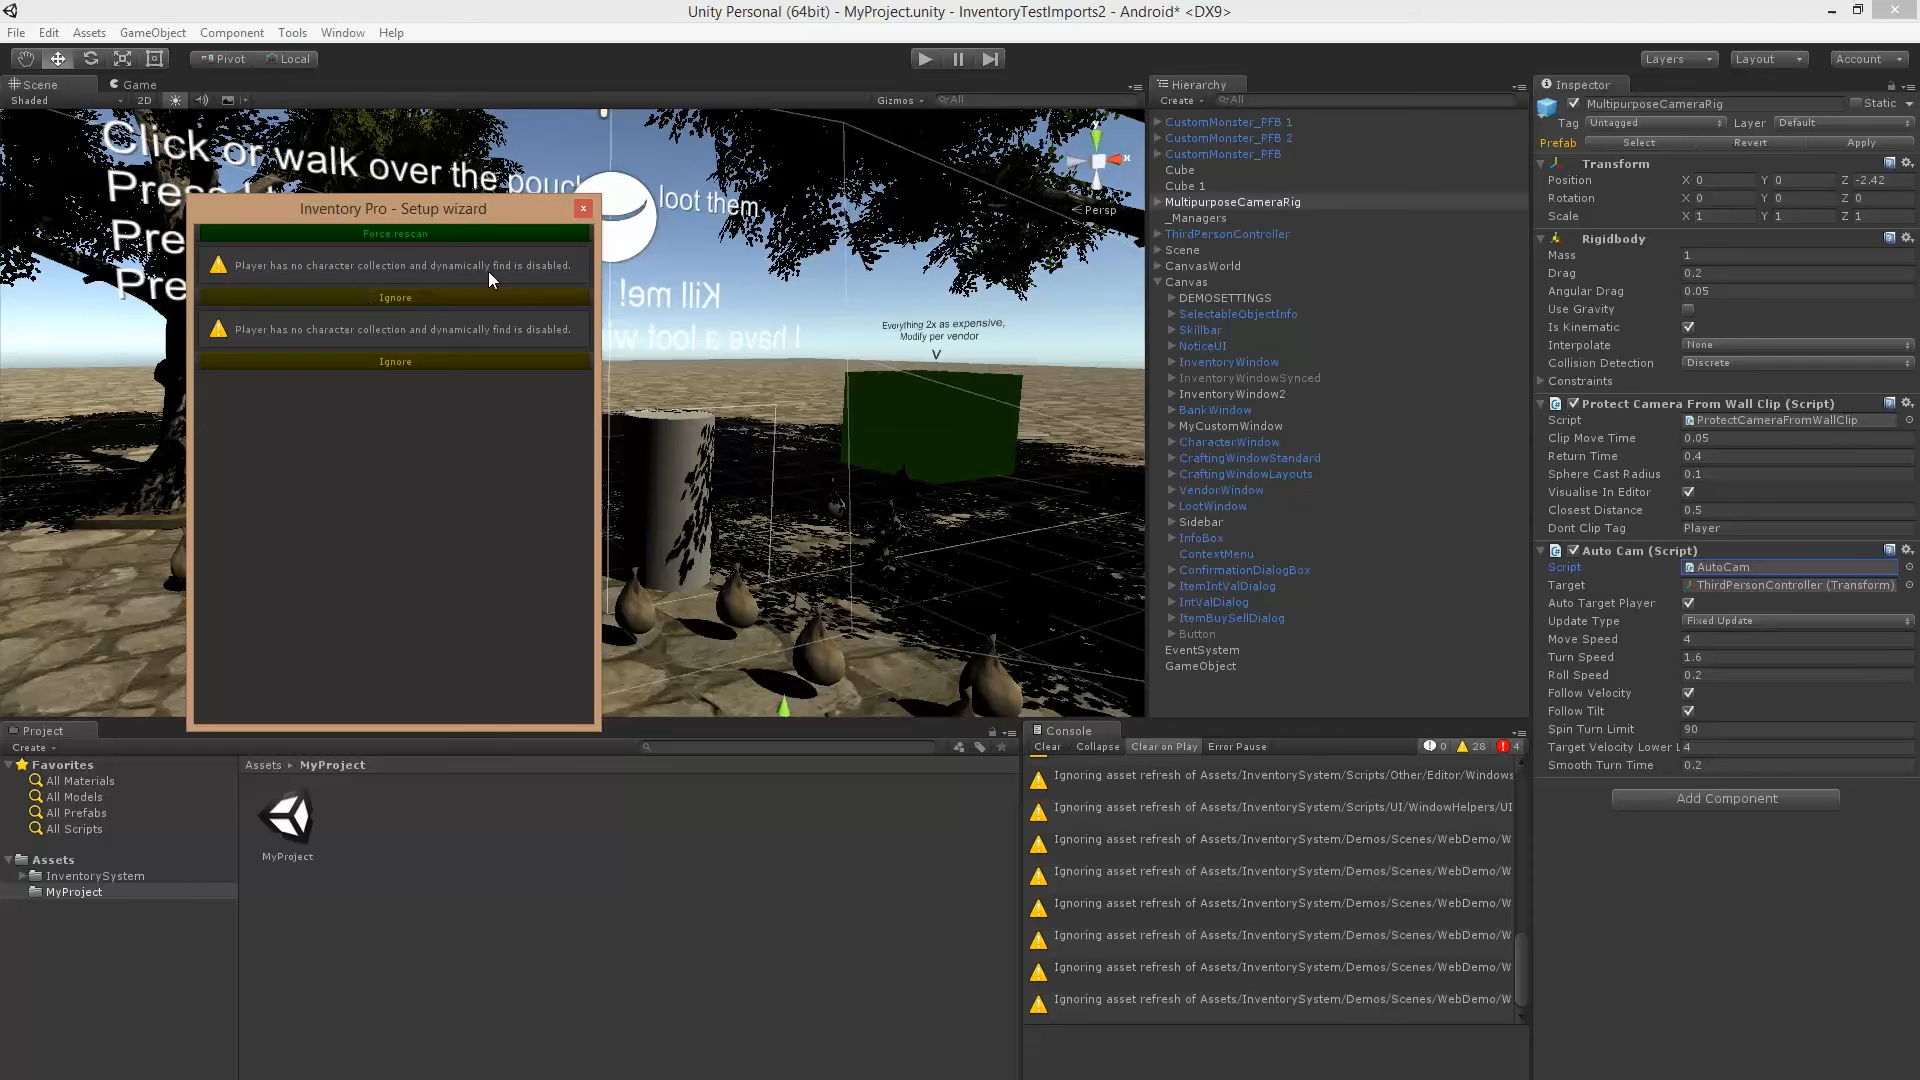 Unity Personal (64bit) - MyProject.unity - InventoryTestImports2 - Android* <DX9>
File Edit Assets GameObject Component Tools Window Help
Pivot Local Layers Layout Account
Scene Game
Shaded 2D Gizmos All
Click or walk over the pouch loot them
Kill me!
Everything 2x as expensive,
Modify per vendor
V
Persp
Inventory Pro - Setup wizard
Force rescan
Player has no character collection and dynamically find is disabled.
Ignore
Player has no character collection and dynamically find is disabled.
Ignore
Hierarchy
Create All
CustomMonster_PFB 1
CustomMonster_PFB 2
CustomMonster_PFB
Cube
Cube 1
MultipurposeCameraRig
_Managers
ThirdPersonController
Scene
CanvasWorld
Canvas
DEMOSETTINGS
SelectableObjectInfo
Skillbar
NoticeUI
InventoryWindow
InventoryWindowSynced
InventoryWindow2
BankWindow
MyCustomWindow
CharacterWindow
CraftingWindowStandard
CraftingWindowLayouts
VendorWindow
LootWindow
Sidebar
InfoBox
ContextMenu
ConfirmationDialogBox
ItemIntValDialog
IntValDialog
ItemBuySellDialog
Button
EventSystem
GameObject
Inspector
MultipurposeCameraRig Static
Tag Untagged Layer Default
Prefab Select Revert Apply
Transform
Position X 0 Y 0 Z -2.42
Rotation X 0 Y 0 Z 0
Scale X 1 Y 1 Z 1
Rigidbody
Mass 1
Drag 0.2
Angular Drag 0.05
Use Gravity
Is Kinematic
Interpolate None
Collision Detection Discrete
Constraints
Protect Camera From Wall Clip (Script)
Script ProtectCameraFromWallClip
Clip Move Time 0.05
Return Time 0.4
Sphere Cast Radius 0.1
Visualise In Editor
Closest Distance 0.5
Dont Clip Tag Player
Auto Cam (Script)
Script AutoCam
Target ThirdPersonController (Transform)
Auto Target Player
Update Type Fixed Update
Move Speed 4
Turn Speed 1.6
Roll Speed 0.2
Follow Velocity
Follow Tilt
Spin Turn Limit 90
Target Velocity Lower L 4
Smooth Turn Time 0.2
Add Component
Project
Create
Favorites
All Materials
All Models
All Prefabs
All Scripts
Assets
InventorySystem
MyProject
Assets MyProject
MyProject
Console
Clear Collapse Clear on Play Error Pause 0 28 4
Ignoring asset refresh of Assets/InventorySystem/Scripts/Other/Editor/Windows
Ignoring asset refresh of Assets/InventorySystem/Scripts/UI/WindowHelpers/UI
Ignoring asset refresh of Assets/InventorySystem/Demos/Scenes/WebDemo/W
Ignoring asset refresh of Assets/InventorySystem/Demos/Scenes/WebDemo/W
Ignoring asset refresh of Assets/InventorySystem/Demos/Scenes/WebDemo/W
Ignoring asset refresh of Assets/InventorySystem/Demos/Scenes/WebDemo/W
Ignoring asset refresh of Assets/InventorySystem/Demos/Scenes/WebDemo/W
Ignoring asset refresh of Assets/InventorySystem/Demos/Scenes/WebDemo/W